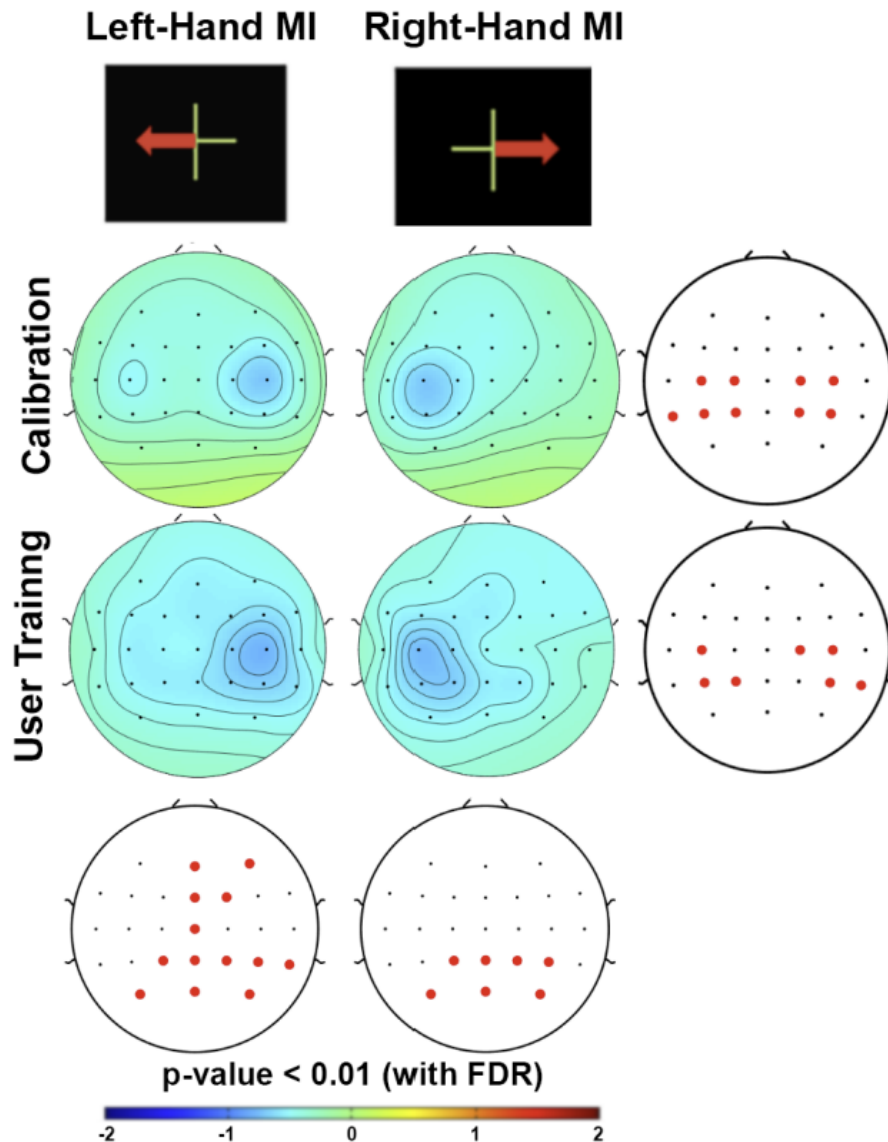 Left-Hand MI
Right-Hand MI
Calibration
User Trainng
p-value < 0.01 (with FDR)
-2 -1 0 1 2